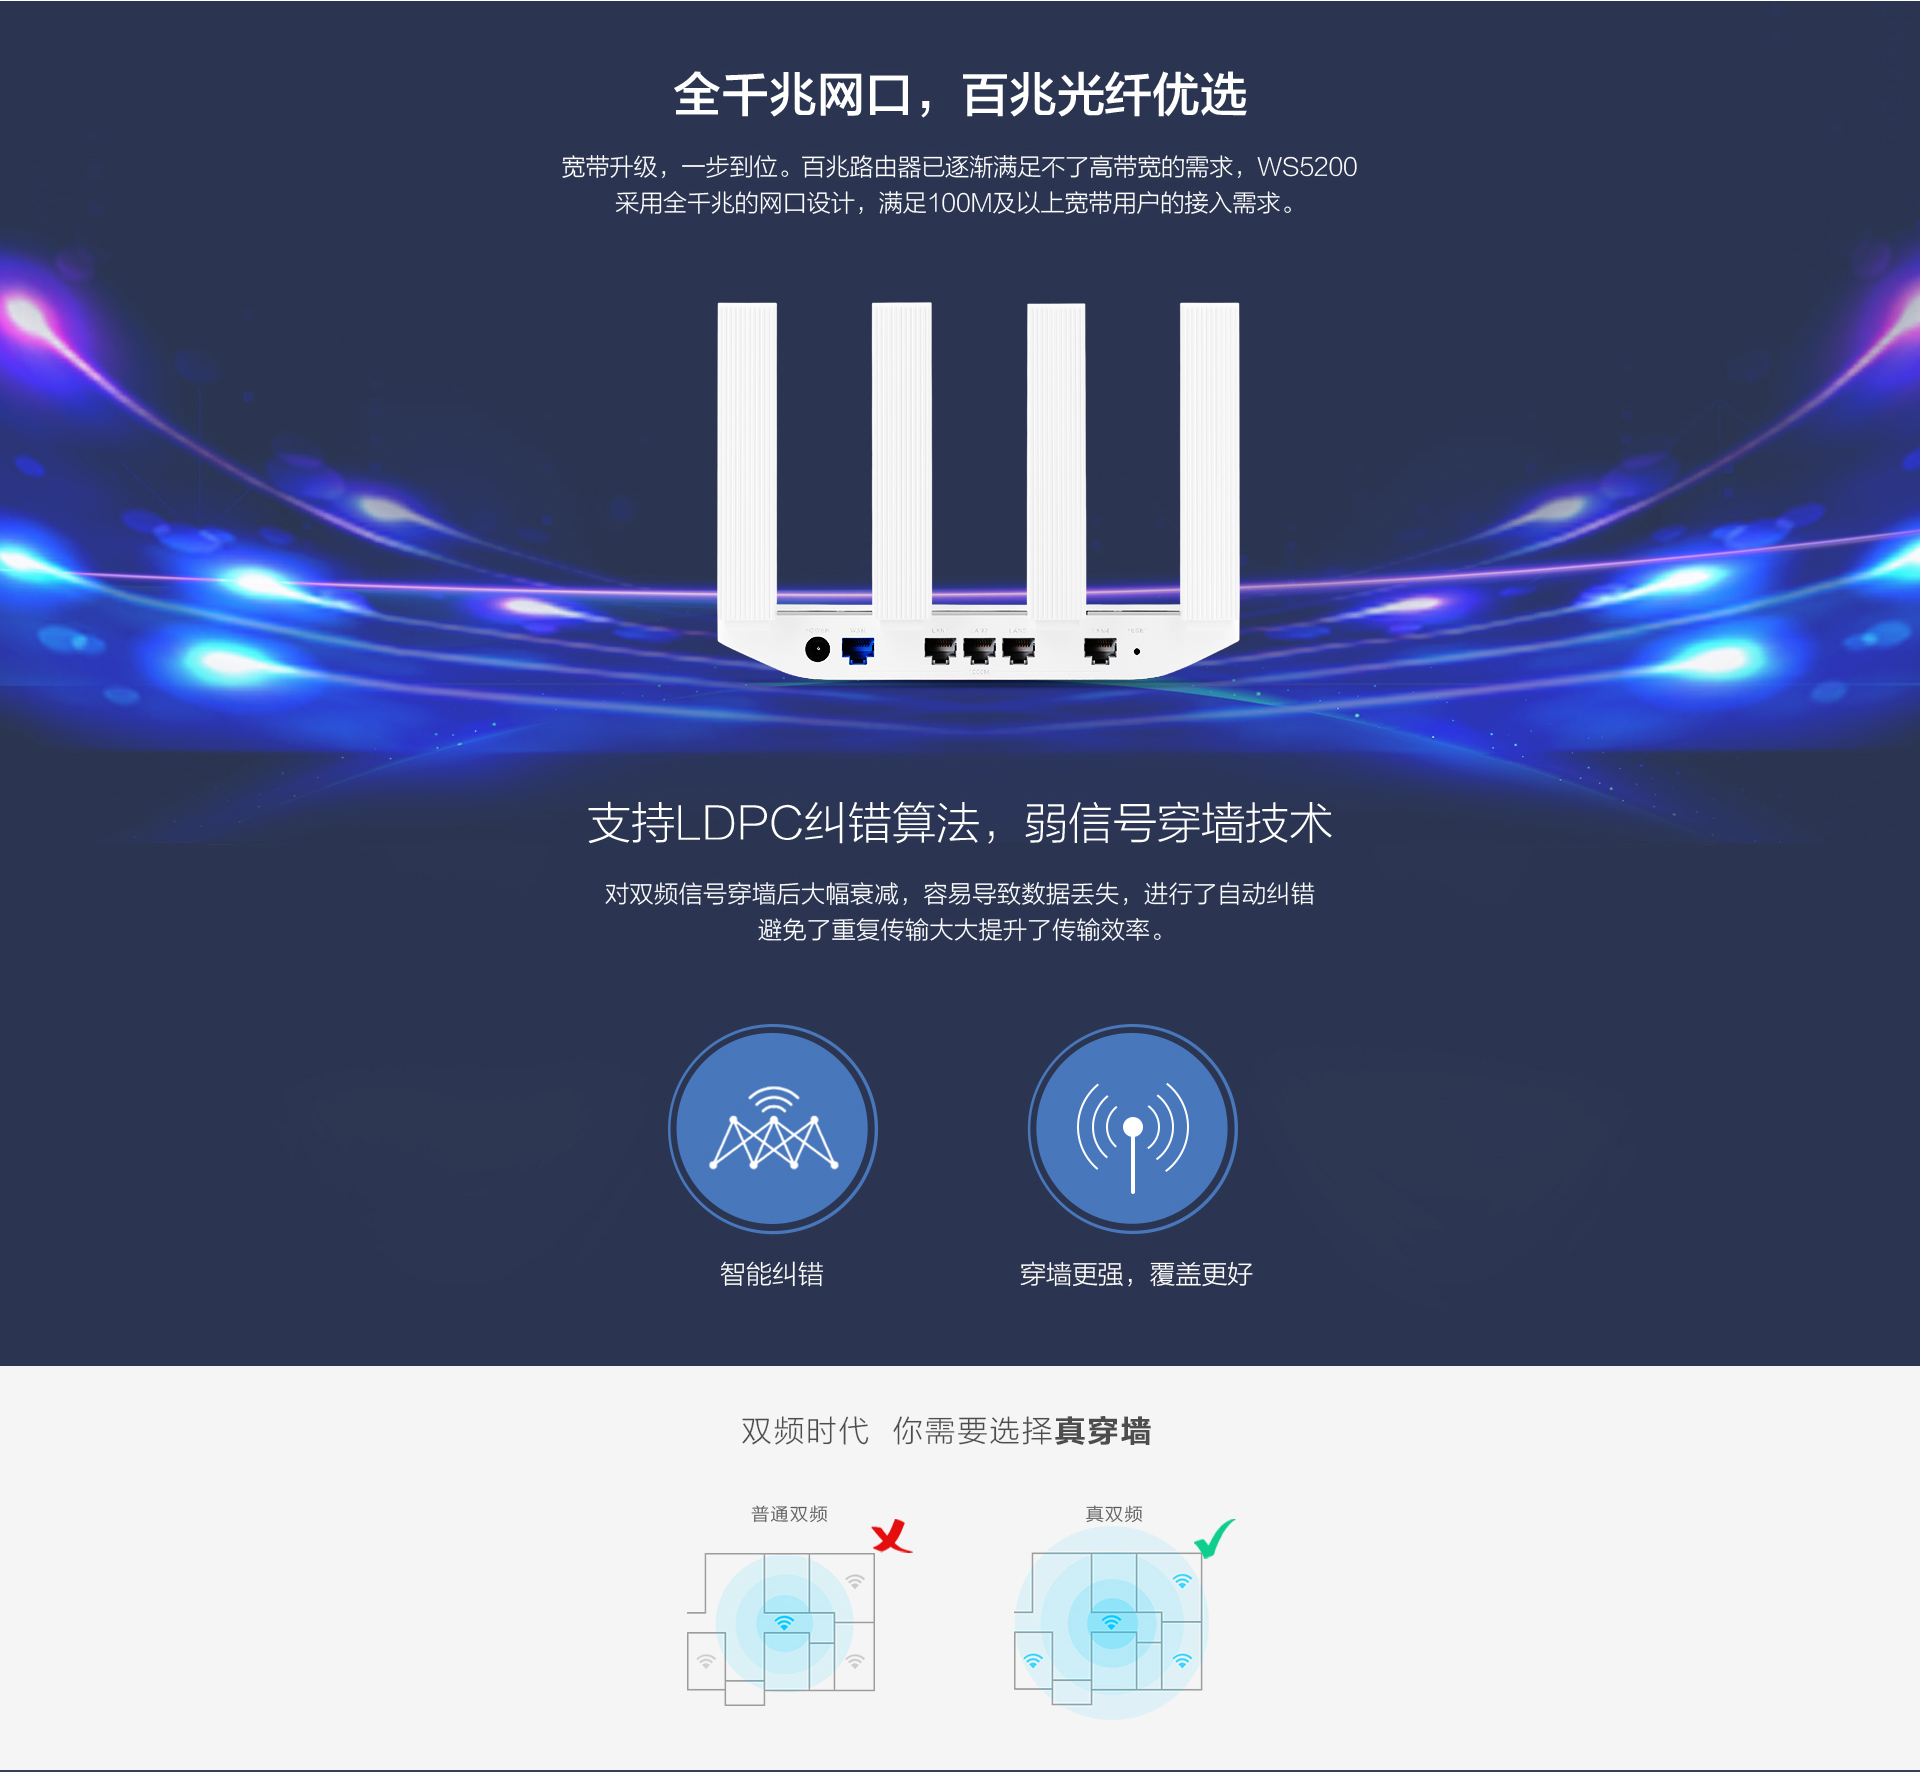 全千兆网口，百兆光纤优选
宽带升级，一步到位。百兆路由器已逐渐满足不了高带宽的需求，WS5200
采用全千兆的网口设计，满足100M及以上宽带用户的接入需求。
支持LDPC纠错算法，弱信号穿墙技术
对双频信号穿墙后大幅衰减，容易导致数据丢失，进行了自动纠错
避免了重复传输大大提升了传输效率。
智能纠错
穿墙更强，覆盖更好
双频时代 你需要选择真穿墙
普通双频
真双频